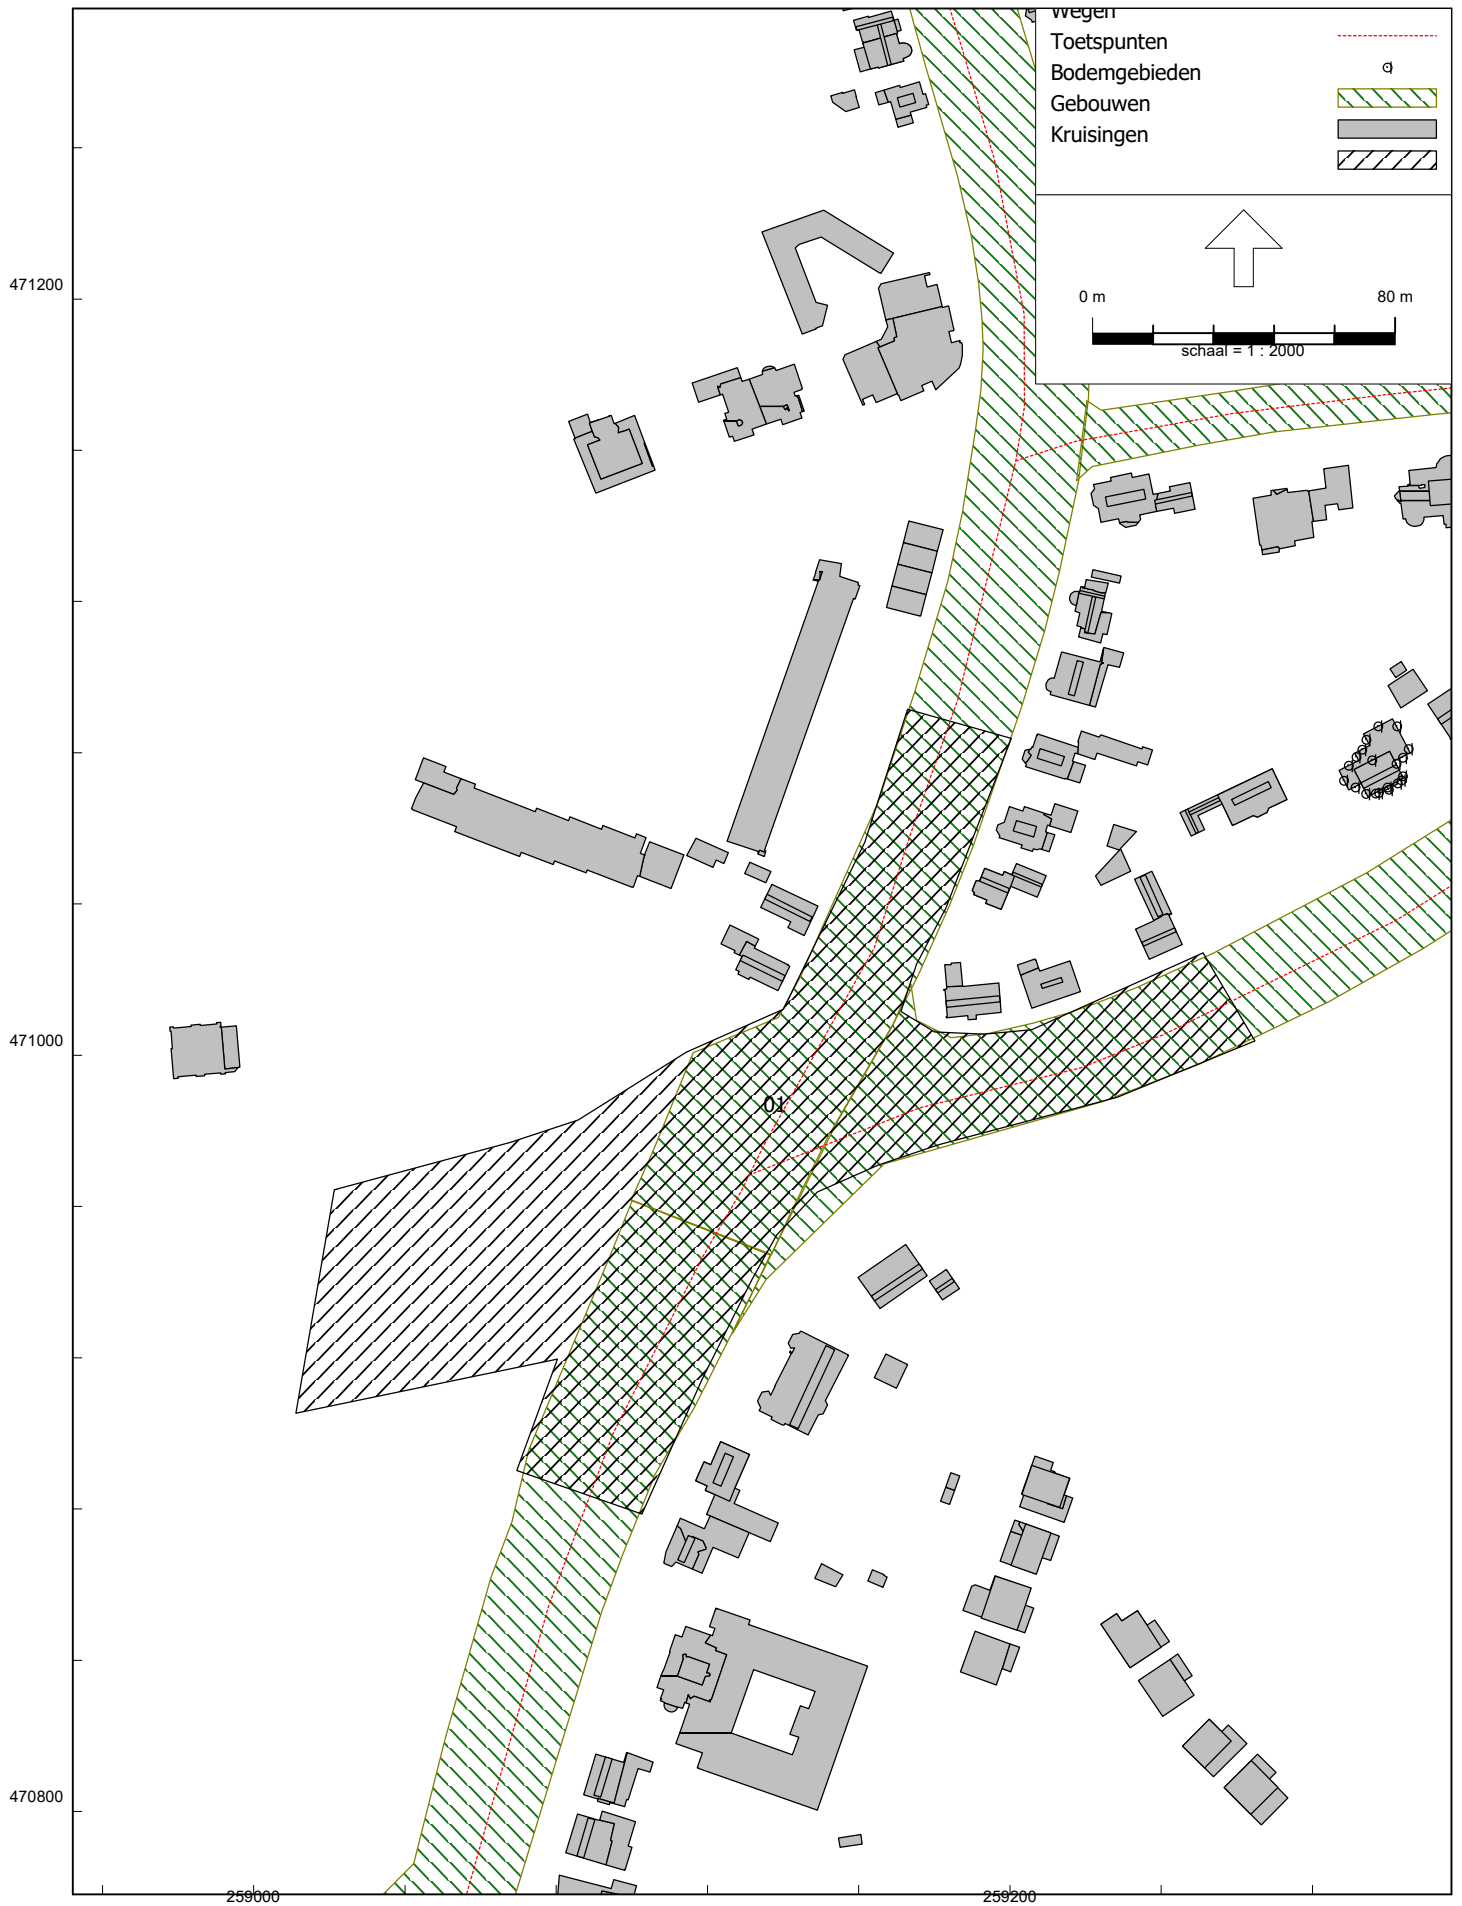 Wegen
Toetspunten
Bodemgebieden
Gebouwen
Kruisingen
0 m
80 m
schaal = 1 : 2000
471200
471000
01
470800
259000
259200